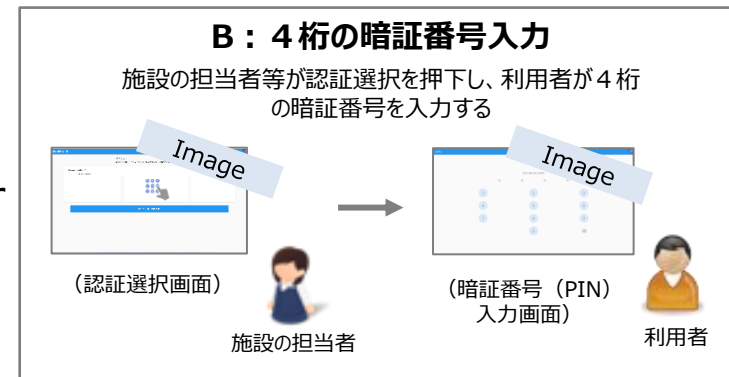 B：４桁の暗証番号入力
施設の担当者等が認証選択を押下し、利用者が４桁
の暗証番号を入力する
Image
Image
（認証選択画面）
（暗証番号（PIN）
入力画面）
施設の担当者
利用者